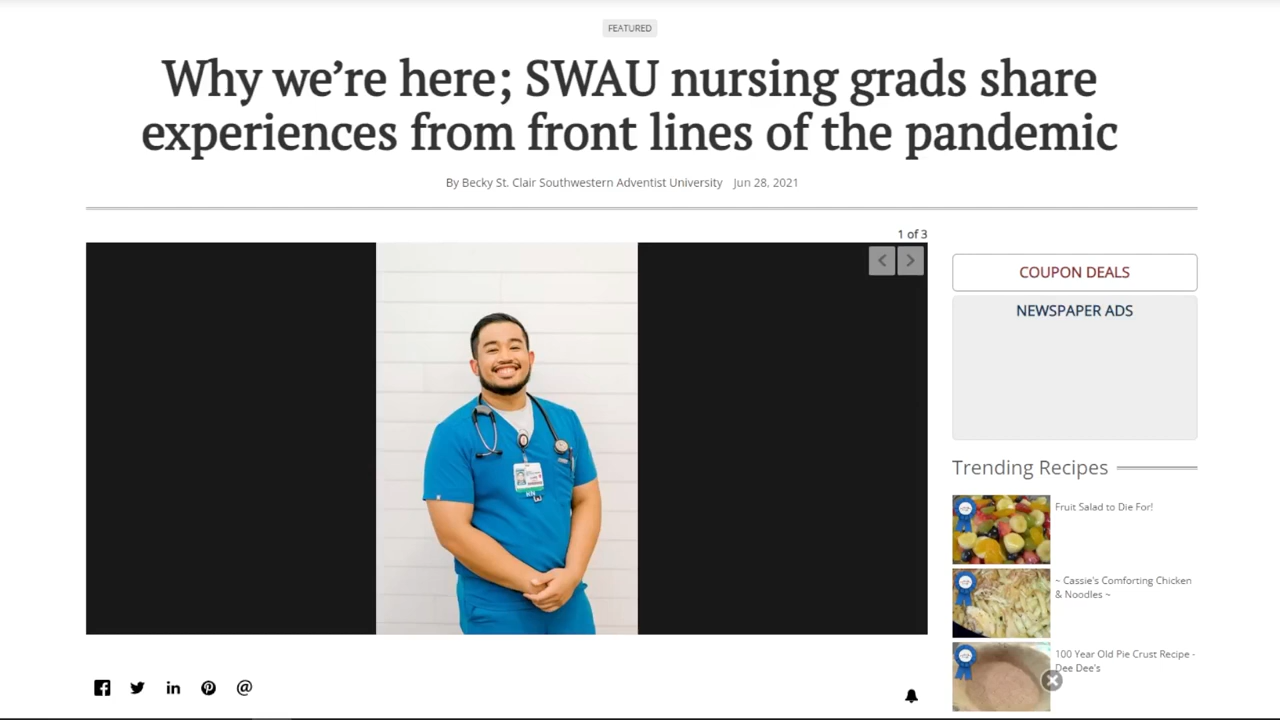 FEATURED
Why we're here; SWAU nursing grads share
experiences from front lines of the pandemic
By Becky St. Clair Southwestern Adventist University Jun 28, 2021
1 of 3
COUPON DEALS
NEWSPAPER ADS
RN
Trending Recipes
Fruit Salad to Die For!
~ Cassie's Comforting Chicken
& Noodles ~
100 Year Old Pie Crust Recipe -
Dee Dee's